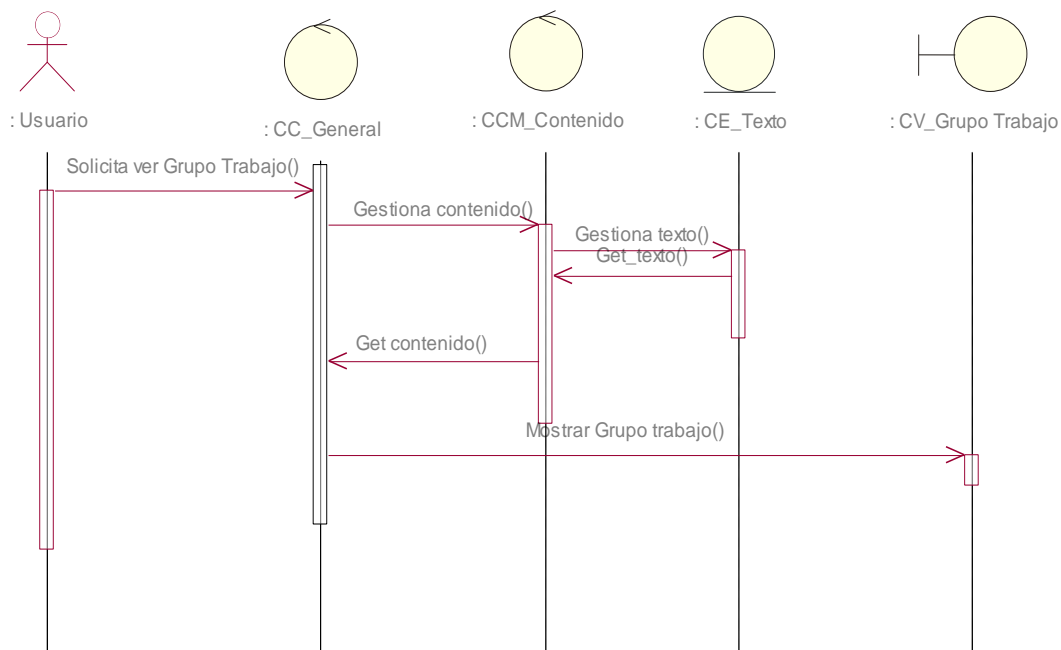 : Usuario
: CC_General
: CCM_Contenido
: CE_Texto
: CV_Grupo Trabajo
Solicita ver Grupo Trabajo()
Gestiona contenido()
Gestiona texto()
Get_texto()
Get contenido()
Mostrar Grupo trabajo()